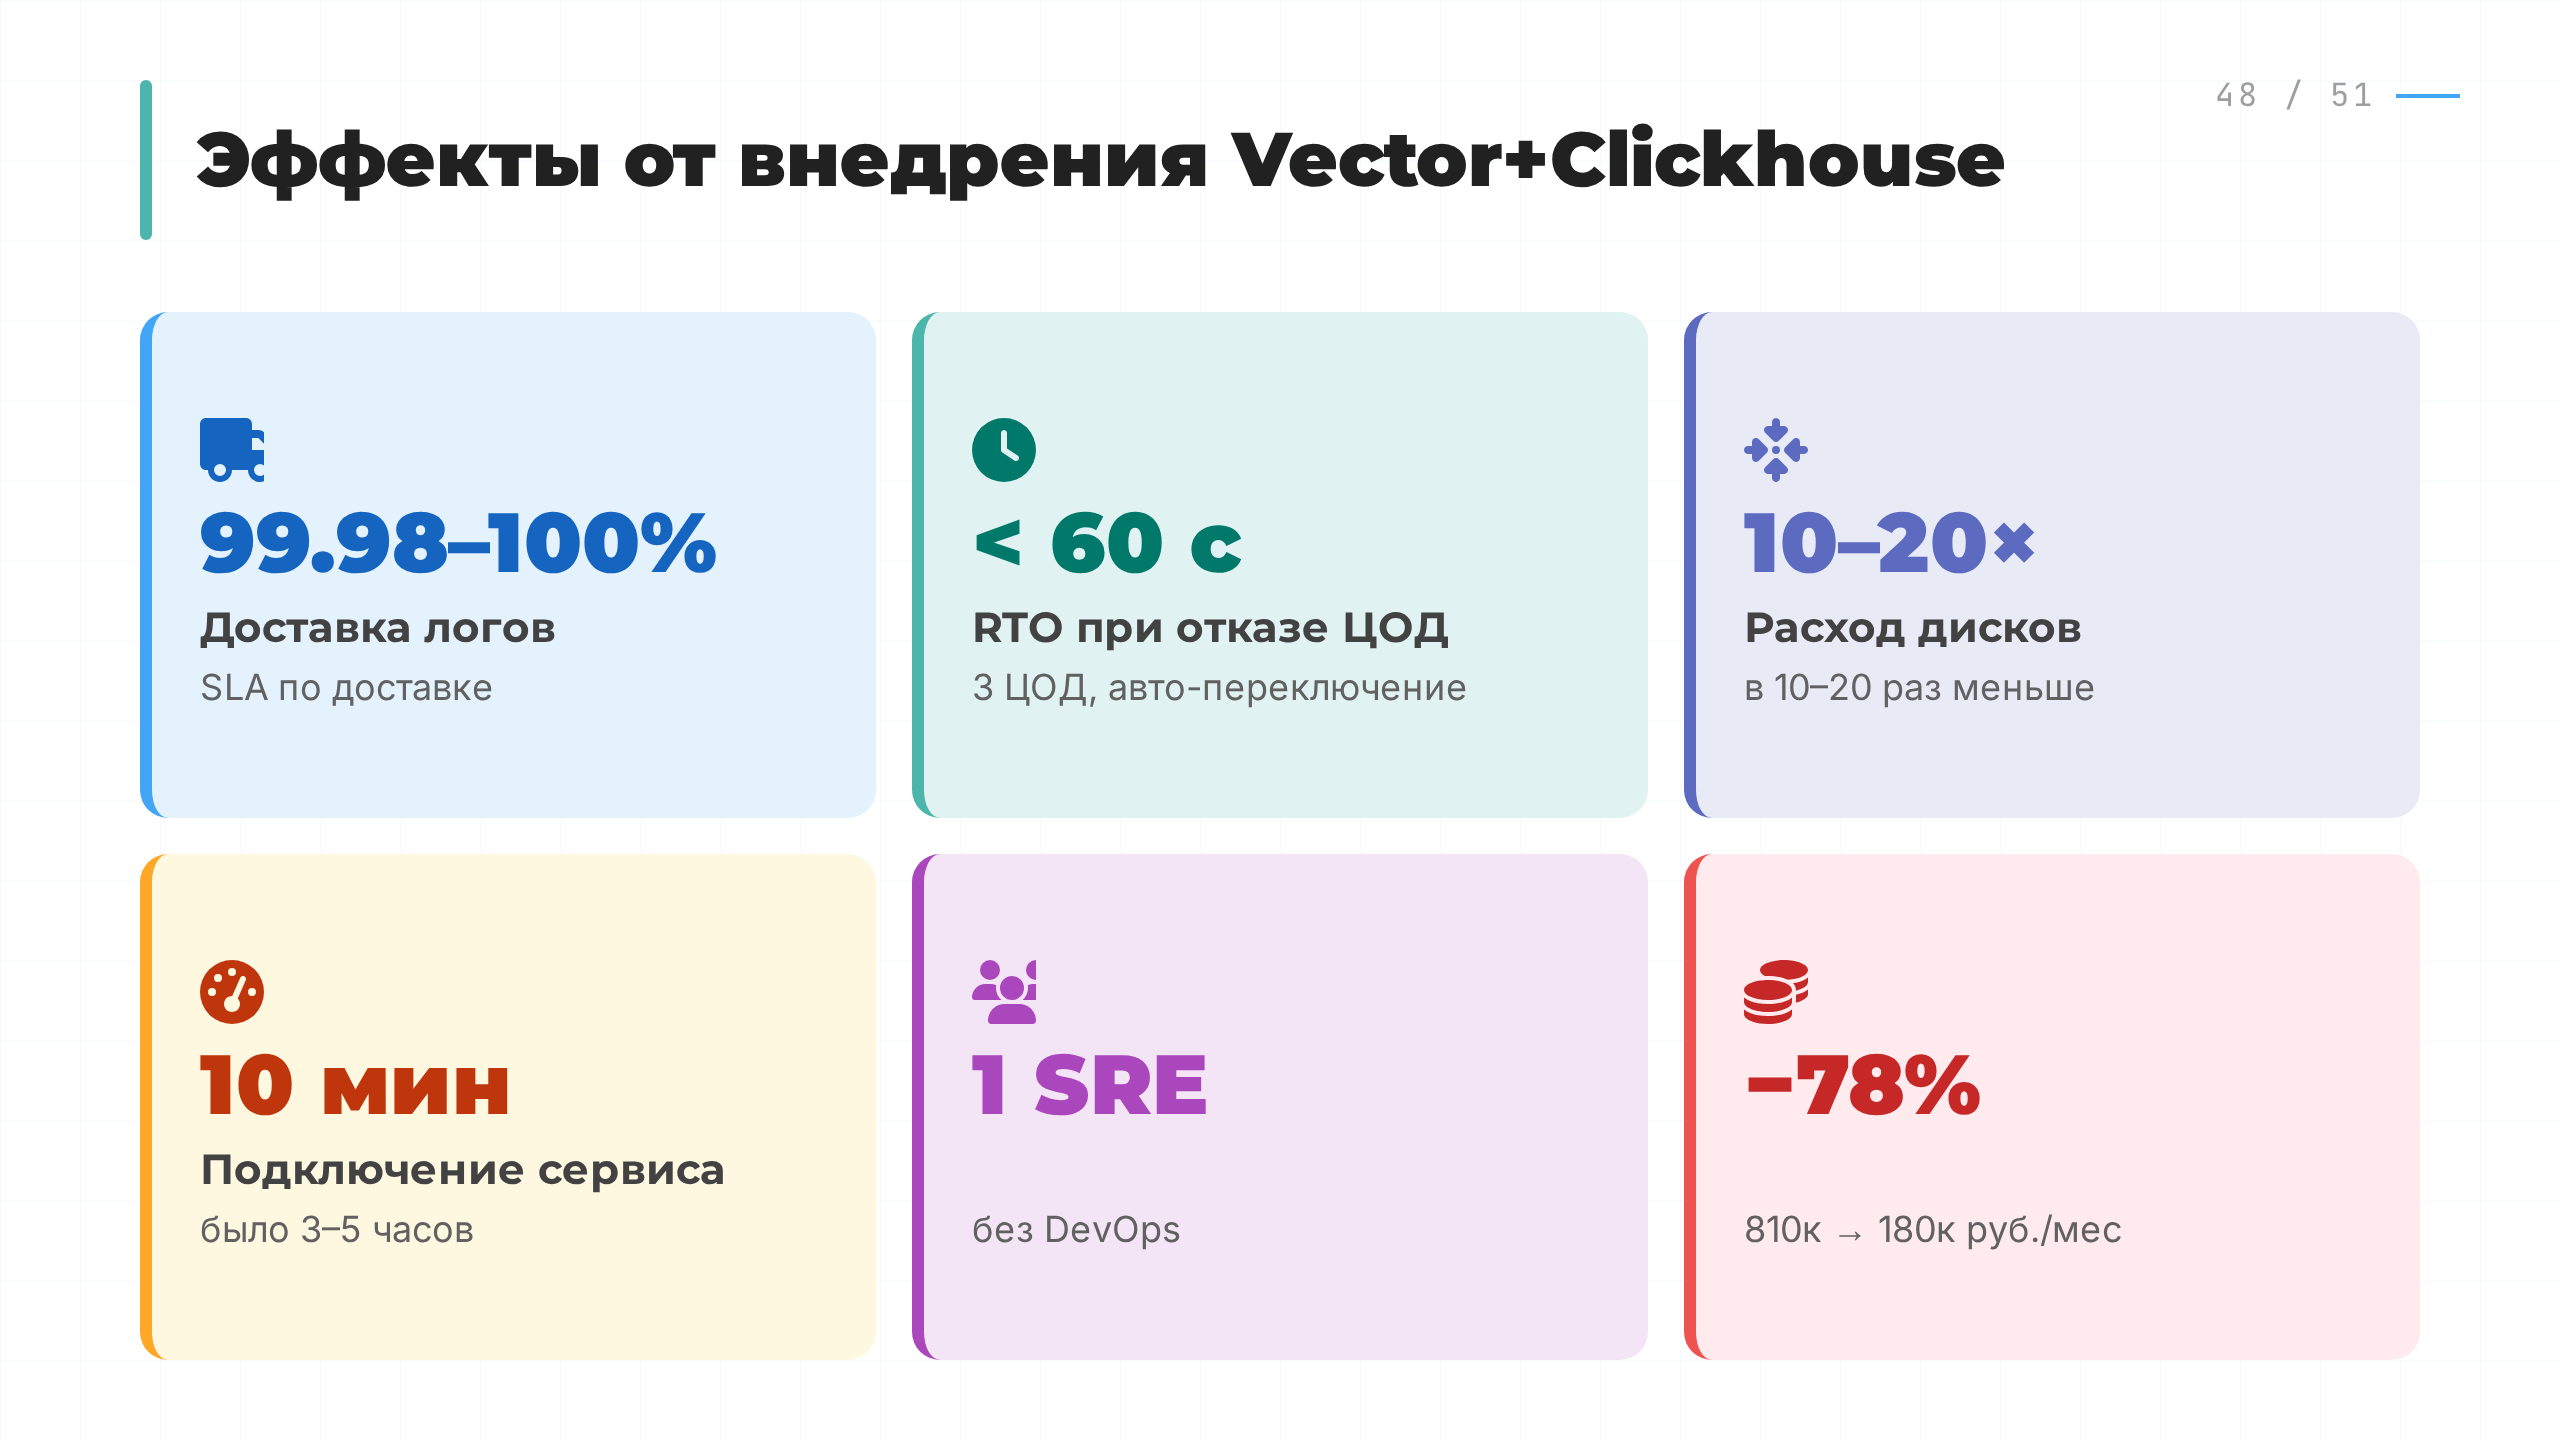 48 / 51
Эффекты от внедрения Vector+Clickhouse
99.98–100%
Доставка логов
SLA по доставке
< 60 с
RTO при отказе ЦОД
3 ЦОД, авто-переключение
10–20×
Расход дисков
в 10–20 раз меньше
10 мин
Подключение сервиса
было 3–5 часов
1 SRE
без DevOps
−78%
810к → 180к руб./мес